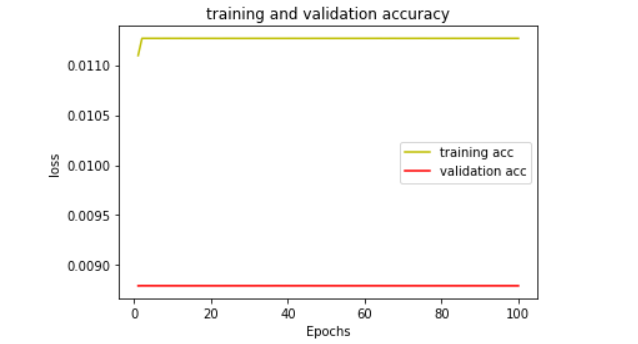 training and validation accuracy
0.0110
0.0105
0.0100
0.0095
0.0090
loss
training acc
validation acc
0 20 40 60 80 100
Epochs